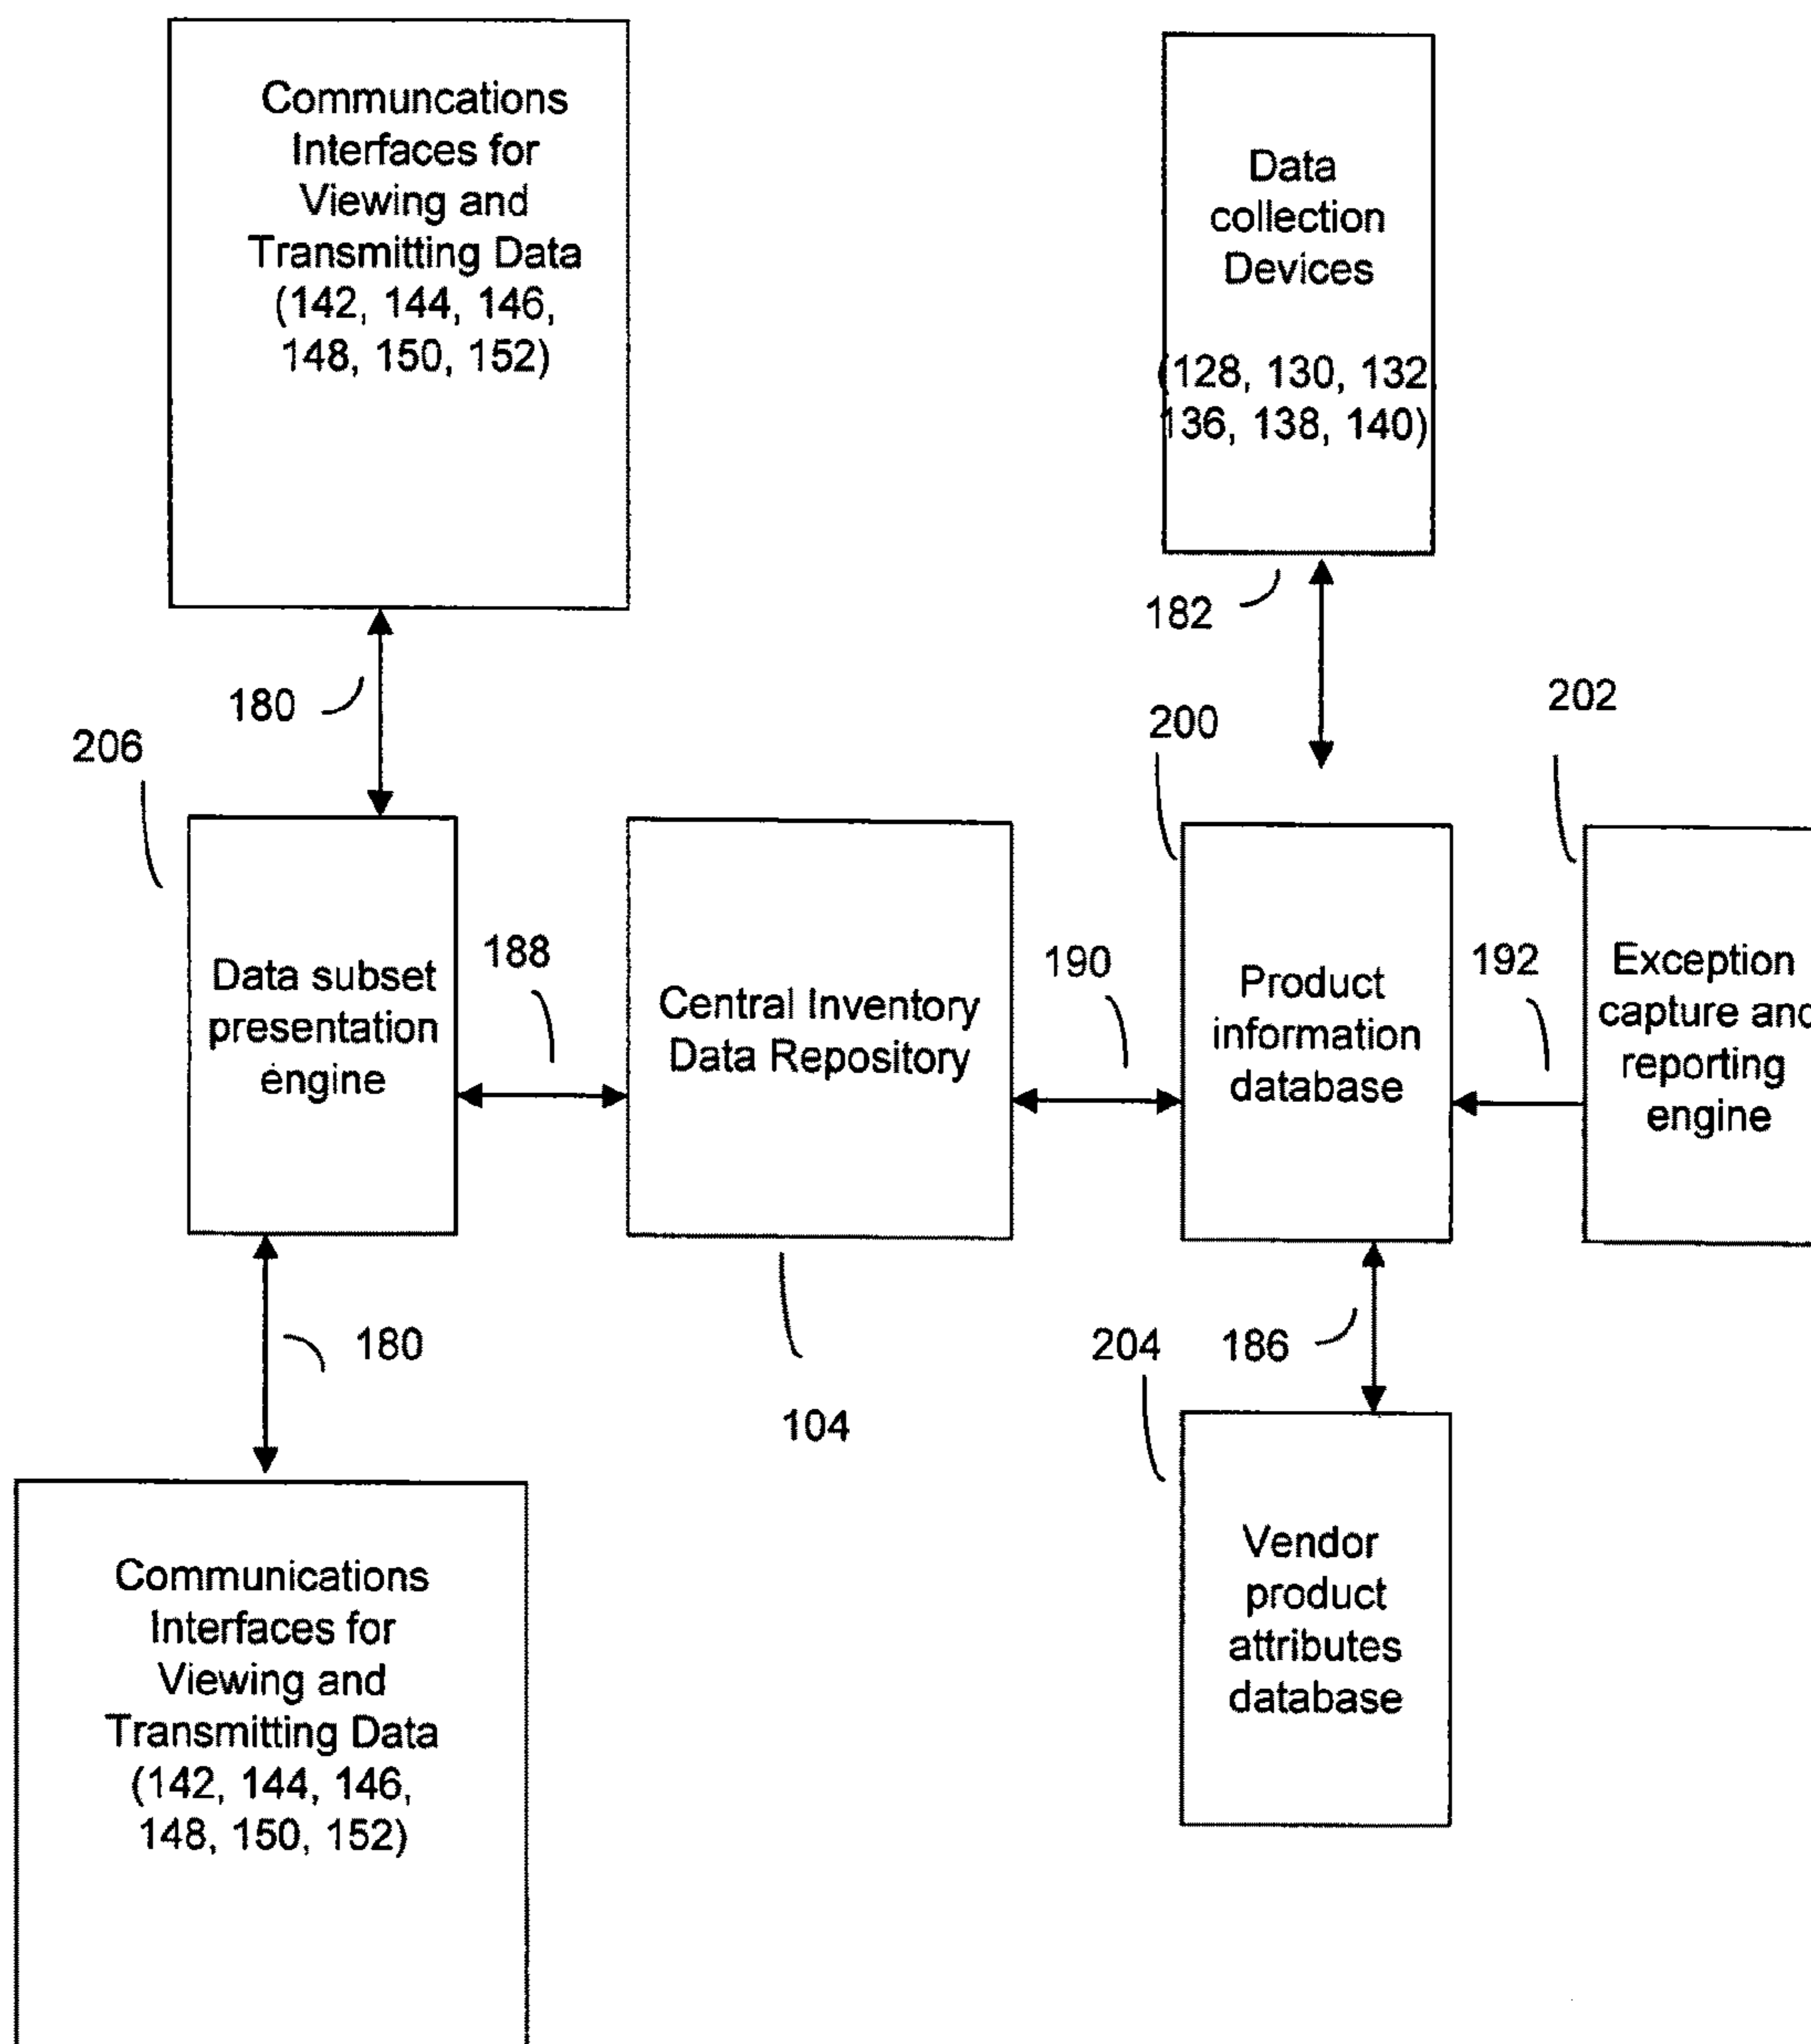 Communcations
Interfaces for
Viewing and
Transmitting Data
(142, 144, 146,
148, 150, 152)
Data
collection
Devices
(128, 130, 132
136, 138, 140)
182
180
206
200
202
Data subset
presentation
engine
188
Central Inventory
Data Repository
190
Product
information
database
192
Exception
capture and
reporting
engine
180
104
204
186
Communications
Interfaces for
Viewing and
Transmitting Data
(142, 144, 146,
148, 150, 152)
Vendor
product
attributes
database